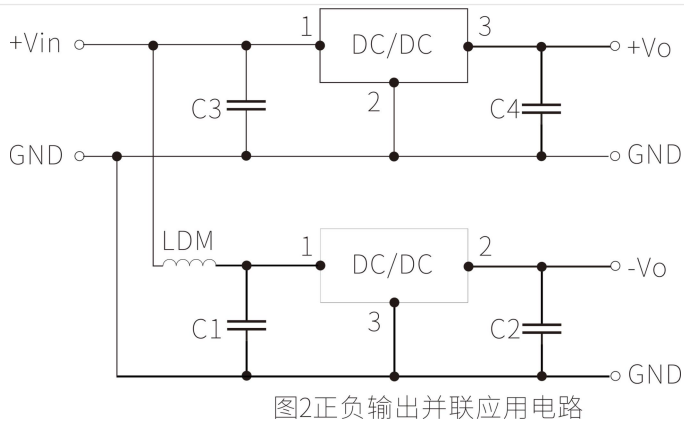 +Vin
1
DC/DC
3
+Vo
C3
2
C4
GND
GND
LDM
1
DC/DC
2
-Vo
C1
3
C2
GND
图2正负输出并联应用电路